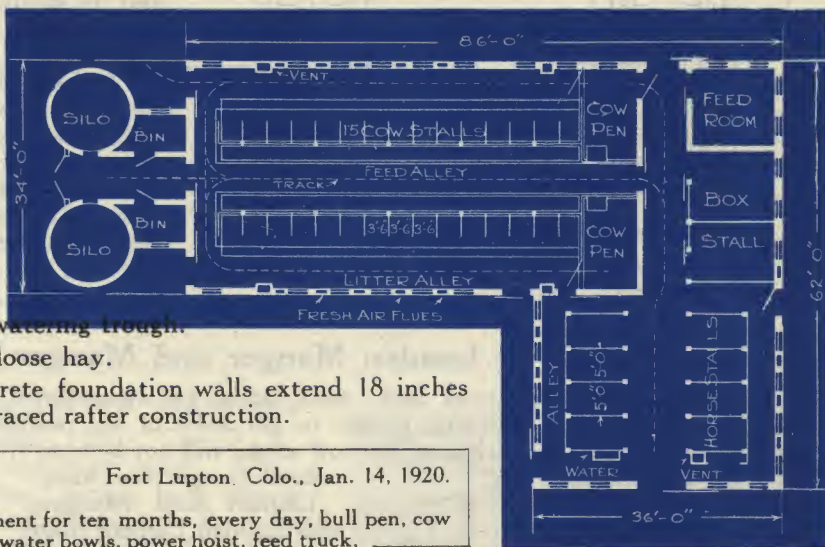 86'-0"
VENT
SILO
BIN
15 COW STALLS
COW
PEN
FEED
ROOM
34'-0"
FEED ALLEY
TRACK
BOX
STALL
BIN
SILO
3'-6 3'-6 3'-6
COW
PEN
LITTER ALLEY
62'-0"
FRESH AIR FLUES
watering trough.
loose hay.
rete foundation walls extend 18 inches
raced rafter construction.
ALLEY
5'0" 5'0"
HORSE STALLS
WATER
VENT
36'-0"
Fort Lupton. Colo., Jan. 14, 1920.
ment for ten months, every day, bull pen, cow
water bowls, power hoist, feed truck.